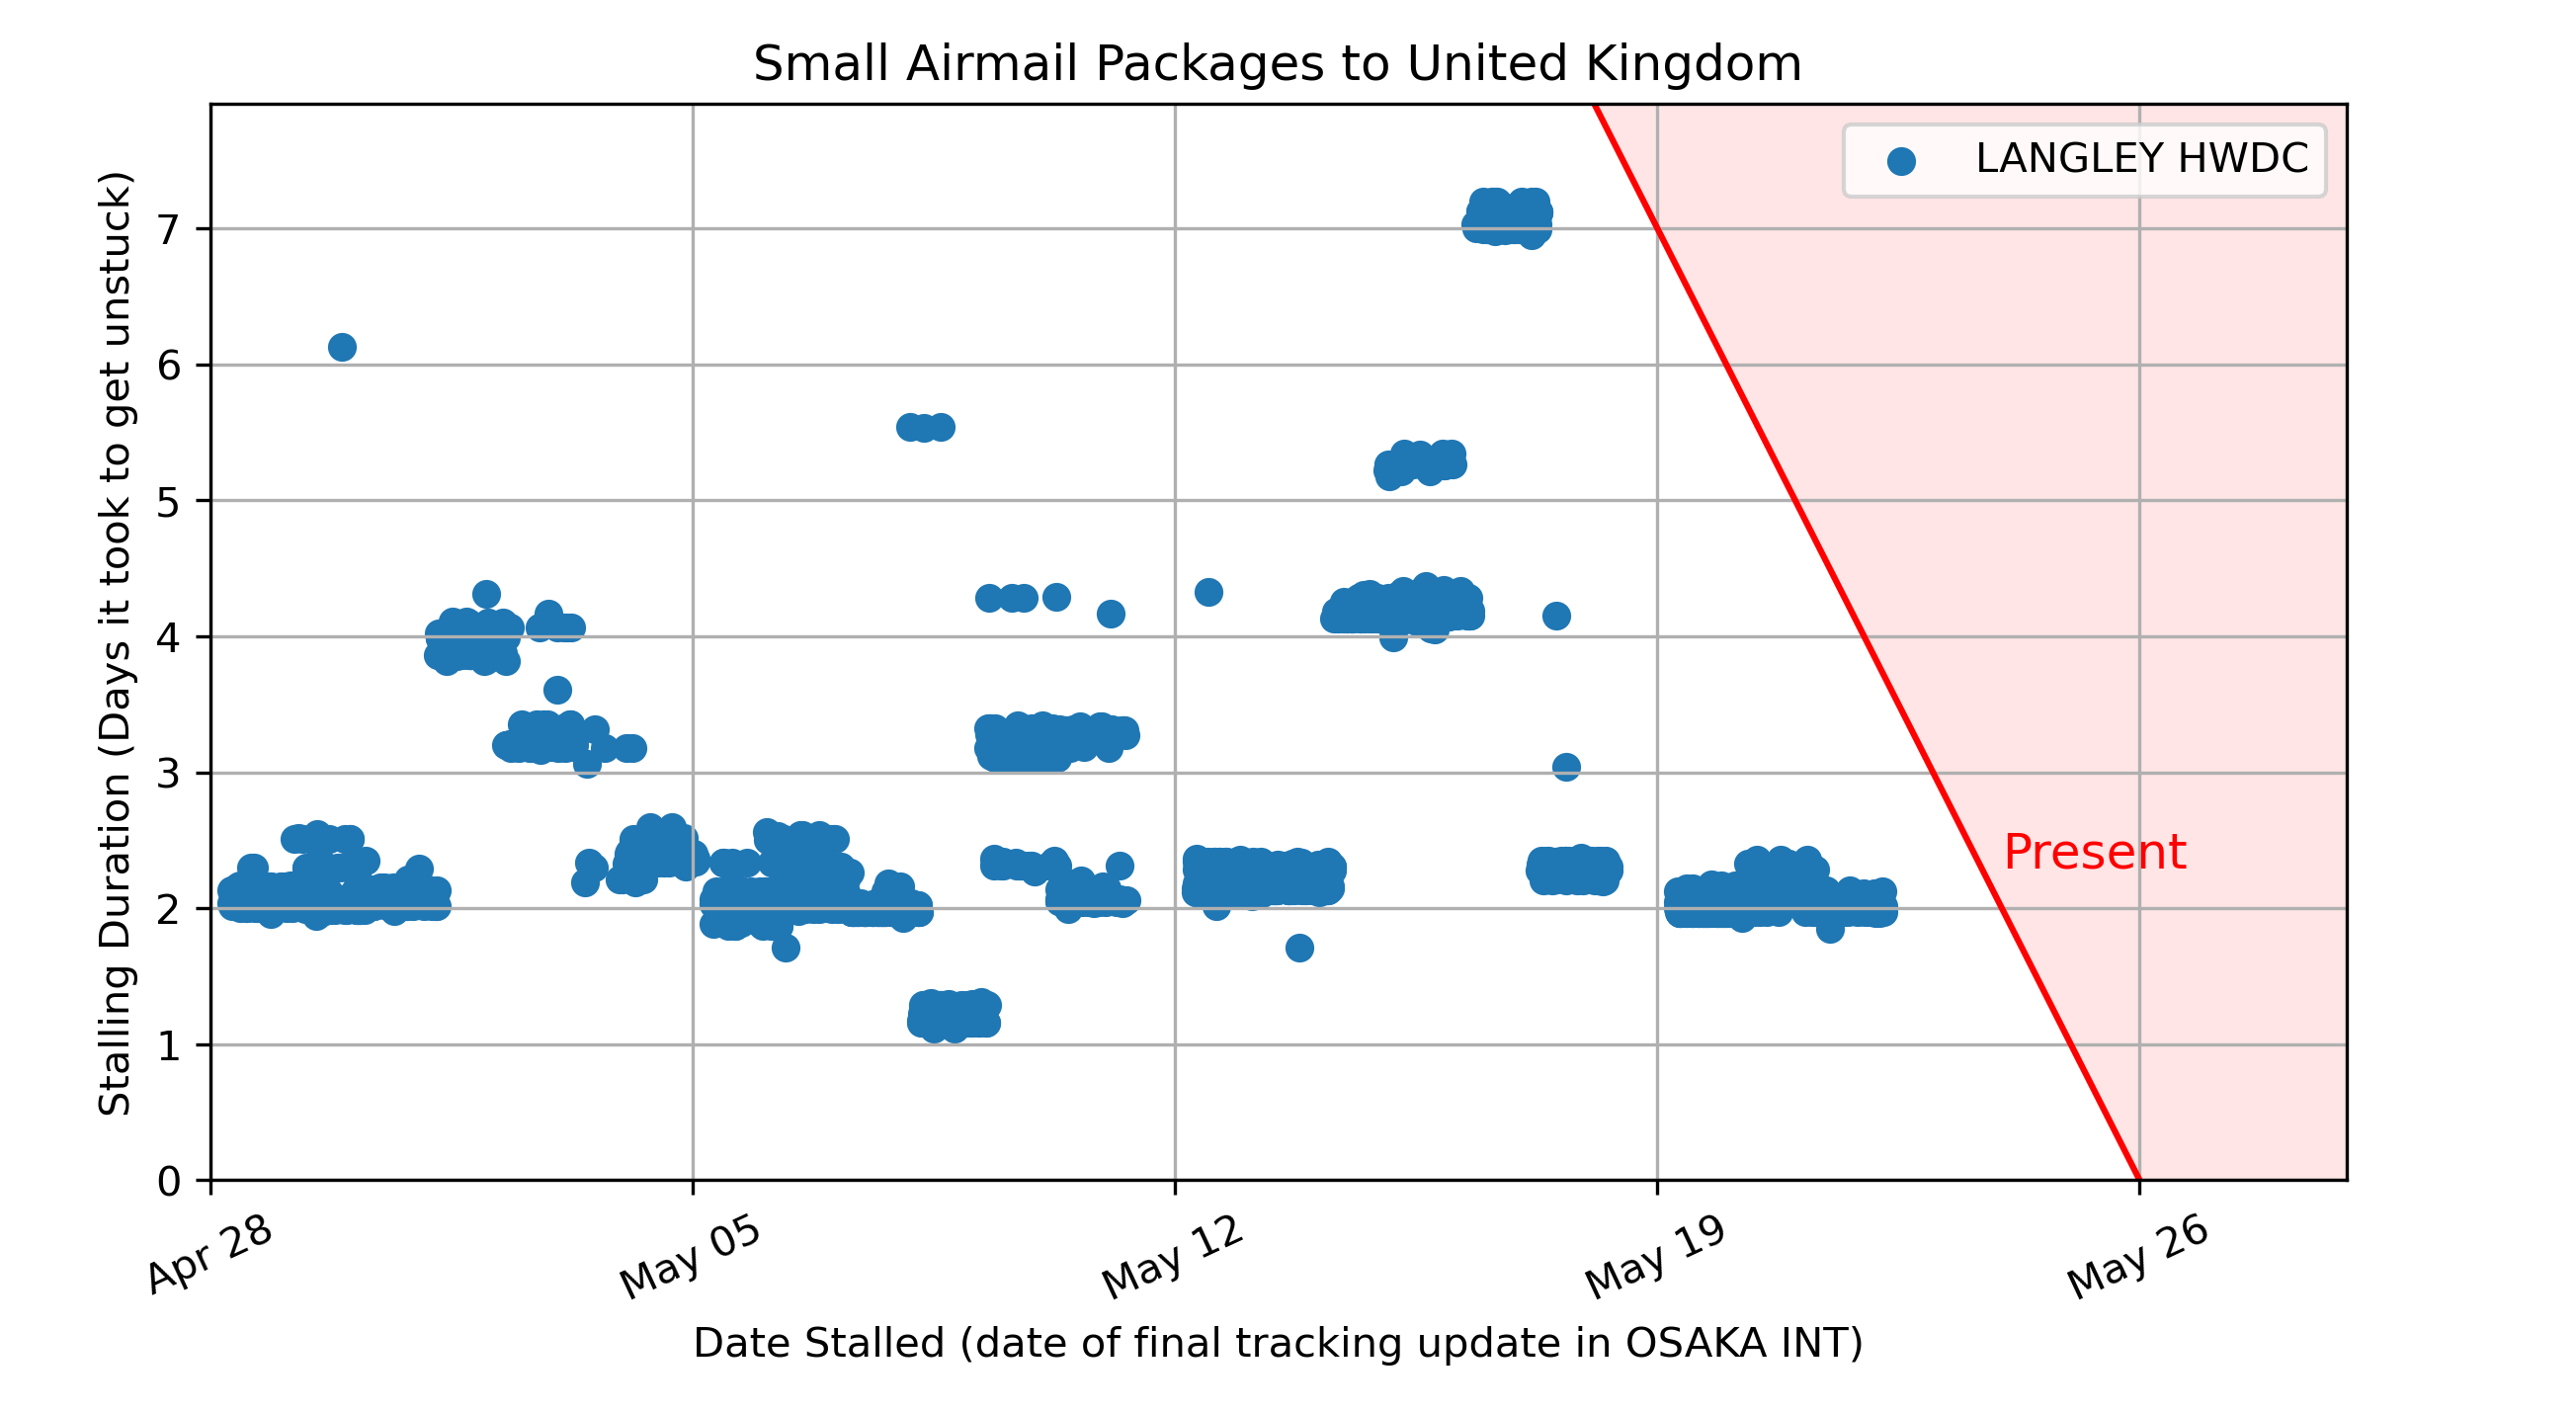 Small Airmail Packages to United Kingdom
LANGLEY HWDC
Stalling Duration (Days it took to get unstuck)
7
6
5
4
3
2
1
0
Present
Apr 28
May 05
May 12
May 19
May 26
Date Stalled (date of final tracking update in OSAKA INT)